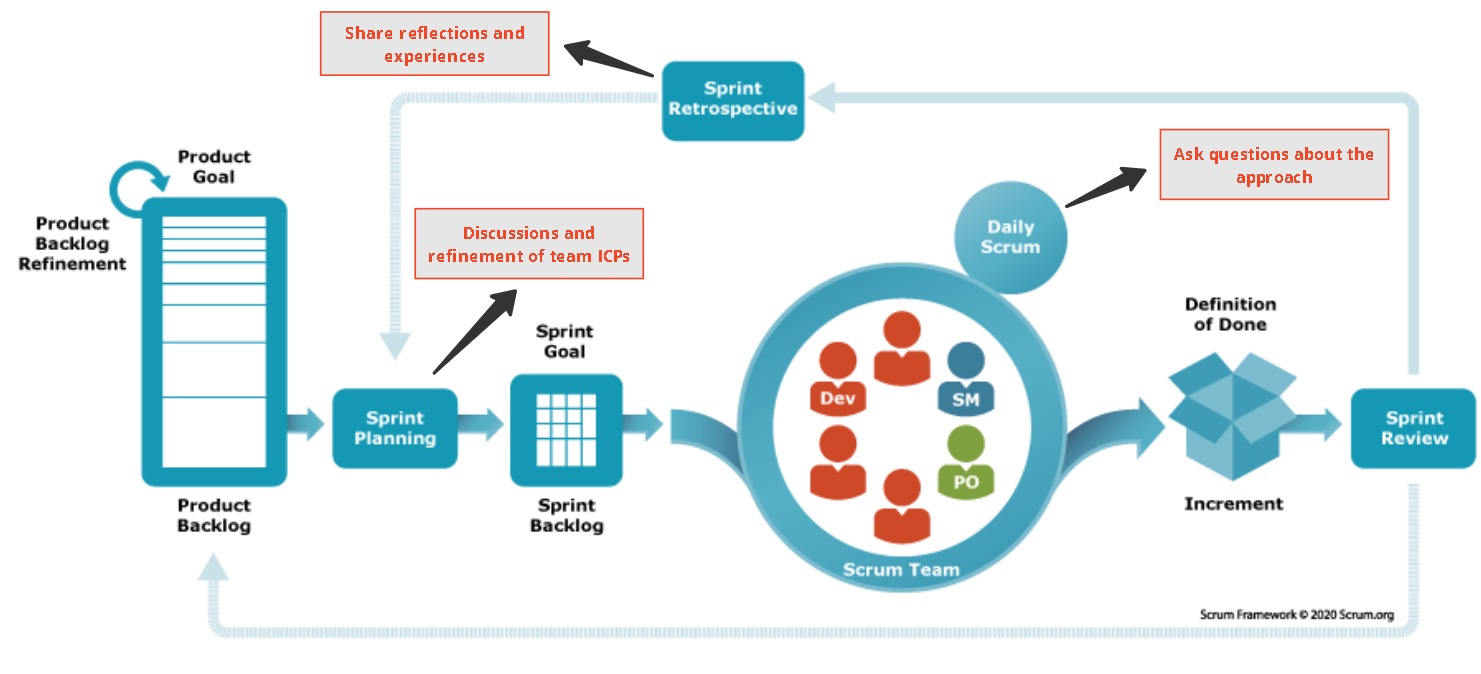 Share reflections and
experiences
Sprint
Retrospective
Ask questions about the
approach
Product
Goal
Product
Backlog
Refinement
Discussions and
refinement of team ICPs
Daily
Scrum
Definition
of Done
Sprint
Goal
Sprint
Planning
Dev
SM
PO
Sprint
Review
Product
Backlog
Sprint
Backlog
Increment
Scrum Team
Scrum Framework © 2020 Scrum.org